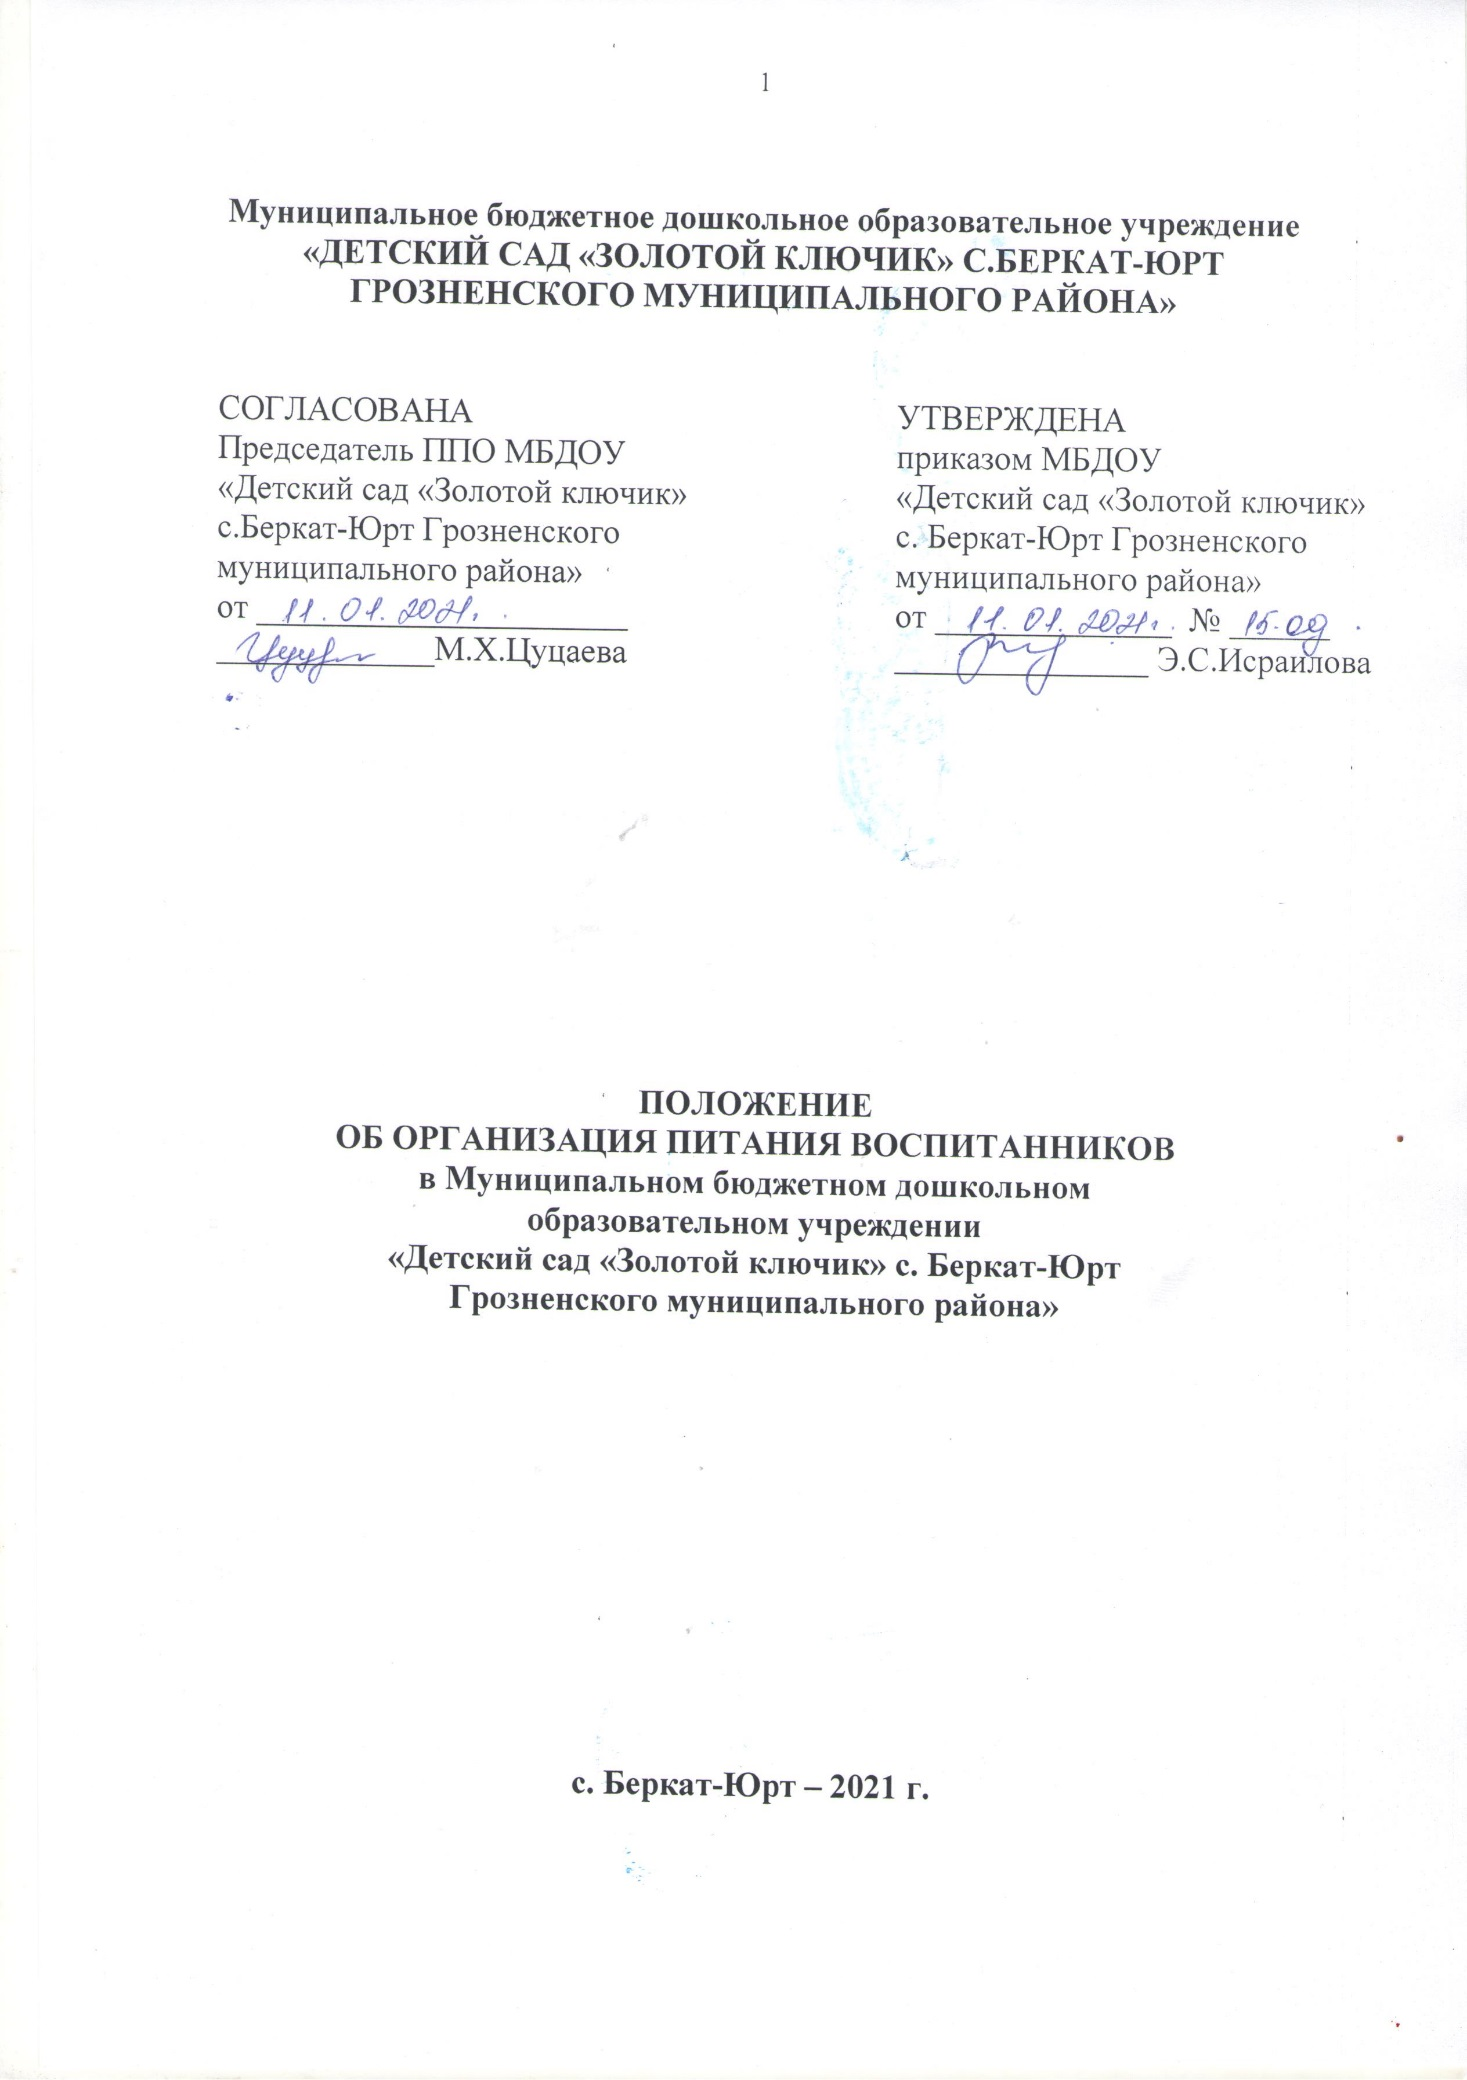 1
Муниципальное бюджетное дошкольное образовательное учреждение
«ДЕТСКИЙ САД «ЗОЛОТОЙ КЛЮЧИК» С.БЕРКАТ-ЮРТ
ГРОЗНЕНСКОГО МУНИЦИПАЛЬНОГО РАЙОНА»
СОГЛАСОВАНА
Председатель ППО МБДОУ
«Детский сад «Золотой ключик»
с.Беркат-Юрт Грозненского
муниципального района»
от 11.01.2021г.
М.Х.Цуцаева
УТВЕРЖДЕНА
приказом МБДОУ
«Детский сад «Золотой ключик»
с. Беркат-Юрт Грозненского
муниципального района»
от 11.01.2021г. № 15-од
Э.С.Исраилова
ПОЛОЖЕНИЕ
ОБ ОРГАНИЗАЦИЯ ПИТАНИЯ ВОСПИТАННИКОВ
в Муниципальном бюджетном дошкольном
образовательном учреждении
«Детский сад «Золотой ключик» с. Беркат-Юрт
Грозненского муниципального района»
с. Беркат-Юрт – 2021 г.